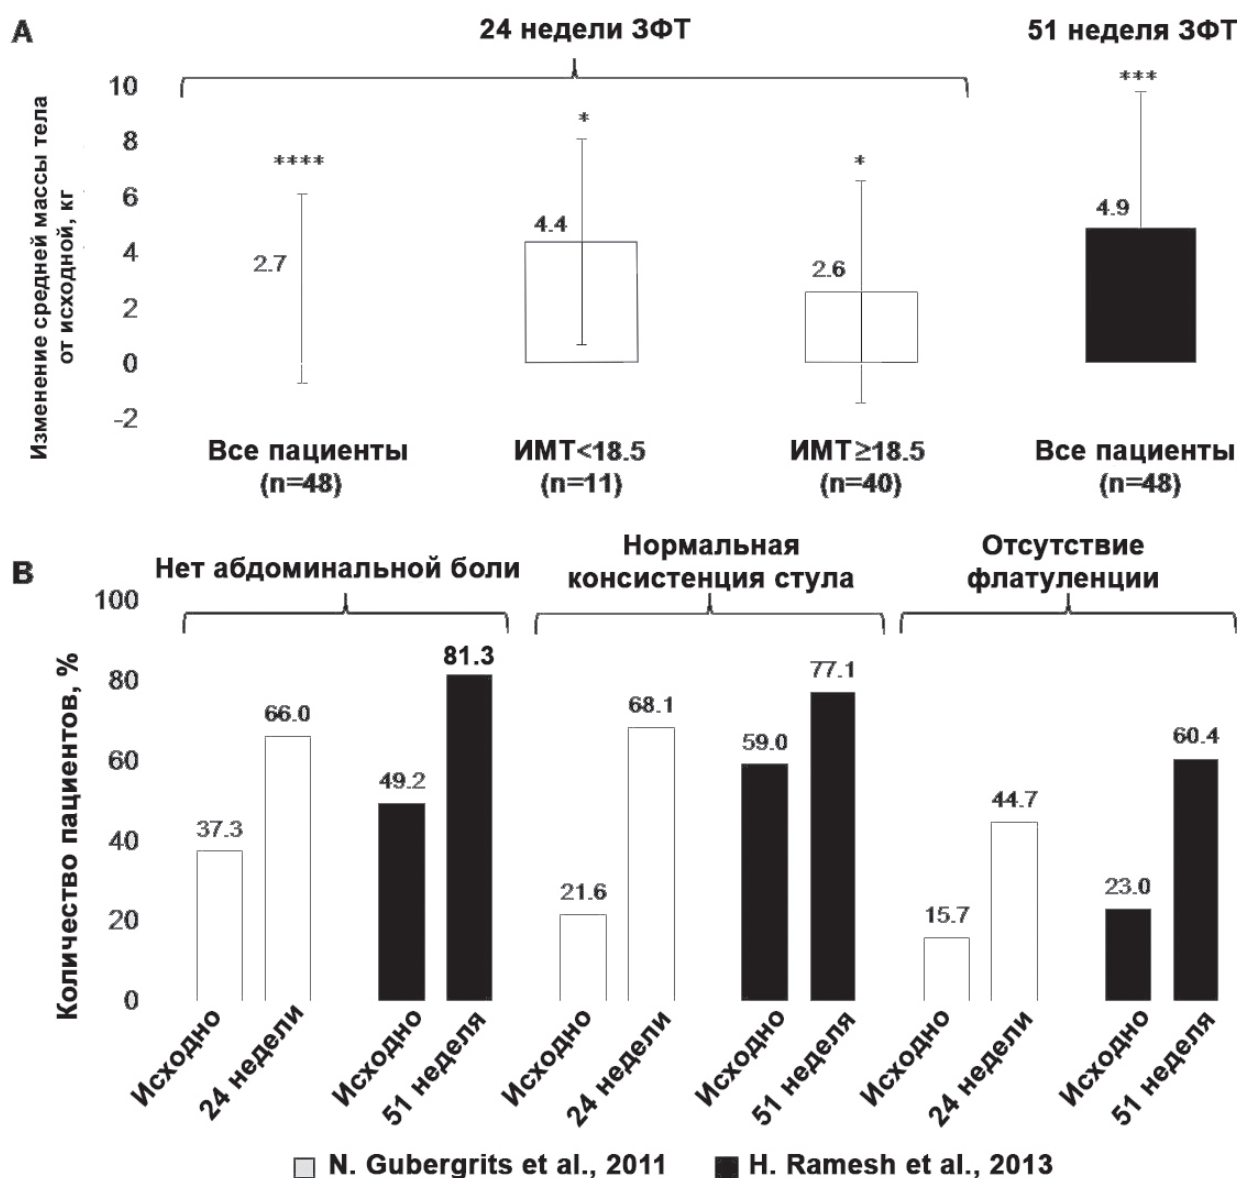 A
24 недели ЗФТ
51 неделя ЗФТ
Изменение средней массы тела
от исходной, кг
10
8
6
4
2
0
-2
****
*
*
***
2.7
4.4
2.6
4.9
Все пациенты
(n=48)
ИМТ<18.5
(n=11)
ИМТ≥18.5
(n=40)
Все пациенты
(n=48)
B
Нет абдоминальной боли
Нормальная
консистенция стула
Отсутствие
флатуленции
Количество пациентов, %
100
80
60
40
20
0
37.3
66.0
49.2
81.3
21.6
68.1
59.0
77.1
15.7
44.7
23.0
60.4
Исходно
24 недели
Исходно
51 неделя
Исходно
24 недели
Исходно
51 неделя
Исходно
24 недели
Исходно
51 неделя
N. Gubergrits et al., 2011
H. Ramesh et al., 2013